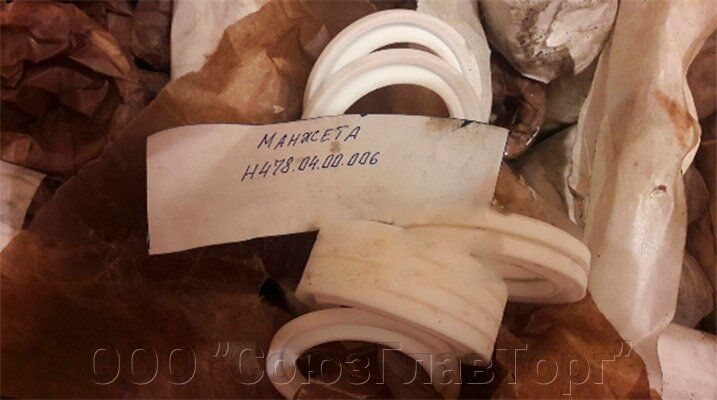 МАНЖЕТА
Н478.04.00.006
ООО "СоюзГлавТорг"